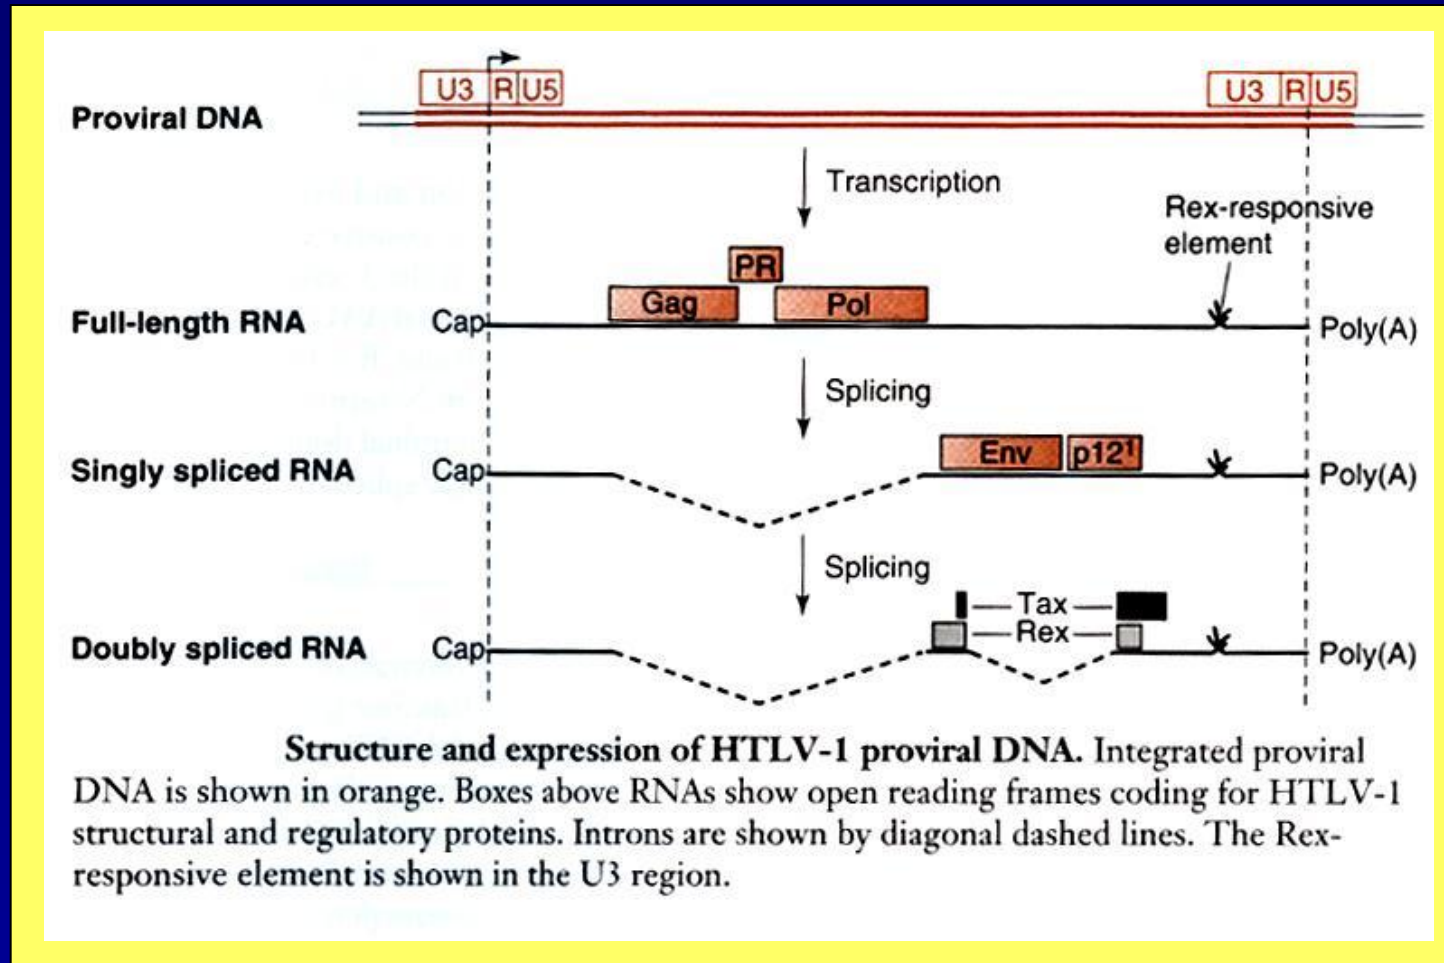 U3 R U5 U3 R U5
Proviral DNA
Transcription
Rex-responsive
element
PR
Gag Pol
Full-length RNA Cap Poly(A)
Splicing
Env p12¹
Singly spliced RNA Cap Poly(A)
Splicing
Tax
Rex
Doubly spliced RNA Cap Poly(A)
Structure and expression of HTLV-1 proviral DNA. Integrated proviral
DNA is shown in orange. Boxes above RNAs show open reading frames coding for HTLV-1
structural and regulatory proteins. Introns are shown by diagonal dashed lines. The Rex-
responsive element is shown in the U3 region.